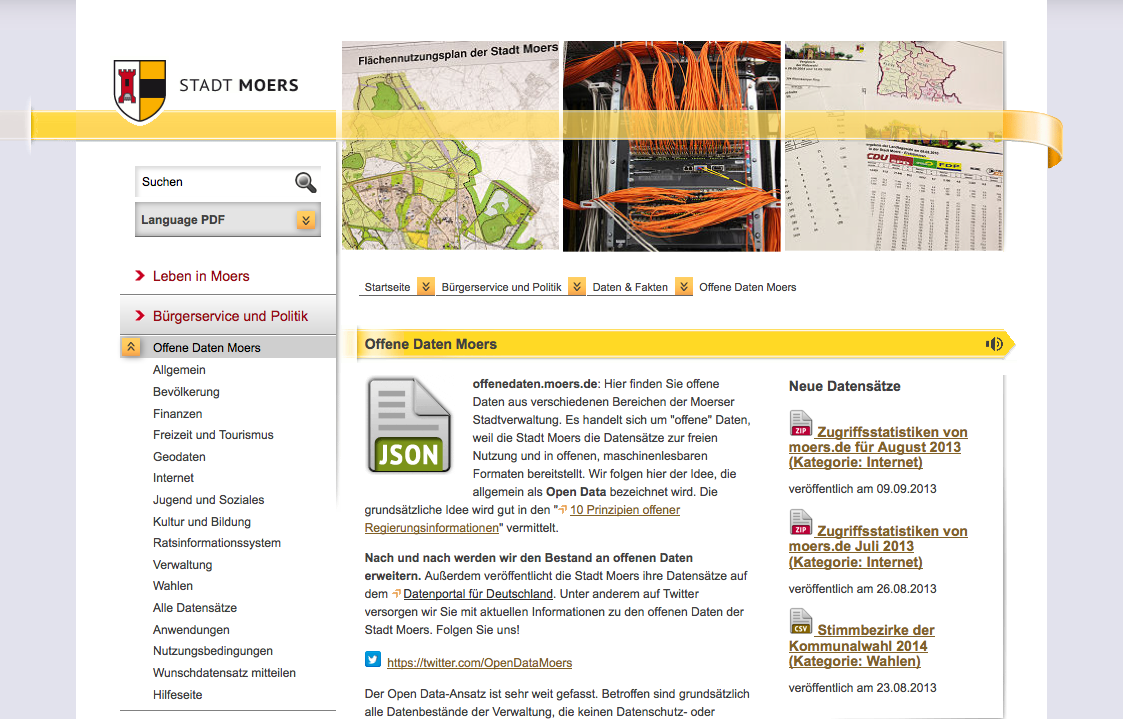 Flächennutzungsplan der Stadt Moers
STADT MOERS
CDU
FDP
Suchen
Language PDF
Leben in Moers
Bürgerservice und Politik
Offene Daten Moers
Allgemein
Bevölkerung
Finanzen
Freizeit und Tourismus
Geodaten
Internet
Jugend und Soziales
Kultur und Bildung
Ratsinformationssystem
Verwaltung
Wahlen
Alle Datensätze
Anwendungen
Nutzungsbedingungen
Wunschdatensatz mitteilen
Hilfeseite
Startseite Bürgerservice und Politik Daten & Fakten Offene Daten Moers
Offene Daten Moers
JSON
offenedaten.moers.de: Hier finden Sie offene
Daten aus verschiedenen Bereichen der Moerser
Stadtverwaltung. Es handelt sich um "offene" Daten,
weil die Stadt Moers die Datensätze zur freien
Nutzung und in offenen, maschinenlesbaren
Formaten bereitstellt. Wir folgen hier der Idee, die
allgemein als Open Data bezeichnet wird. Die
grundsätzliche Idee wird gut in den "10 Prinzipien offener
Regierungsinformationen" vermittelt.
Nach und nach werden wir den Bestand an offenen Daten
erweitern. Außerdem veröffentlicht die Stadt Moers ihre Datensätze auf
dem Datenportal für Deutschland. Unter anderem auf Twitter
versorgen wir Sie mit aktuellen Informationen zu den offenen Daten der
Stadt Moers. Folgen Sie uns!
https://twitter.com/OpenDataMoers
Der Open Data-Ansatz ist sehr weit gefasst. Betroffen sind grundsätzlich
alle Datenbestände der Verwaltung, die keinen Datenschutz- oder
Neue Datensätze
ZIP Zugriffsstatistiken von
moers.de für August 2013
(Kategorie: Internet)
veröffentlich am 09.09.2013
ZIP Zugriffsstatistiken von
moers.de Juli 2013
(Kategorie: Internet)
veröffentlich am 26.08.2013
CSV Stimmbezirke der
Kommunalwahl 2014
(Kategorie: Wahlen)
veröffentlich am 23.08.2013